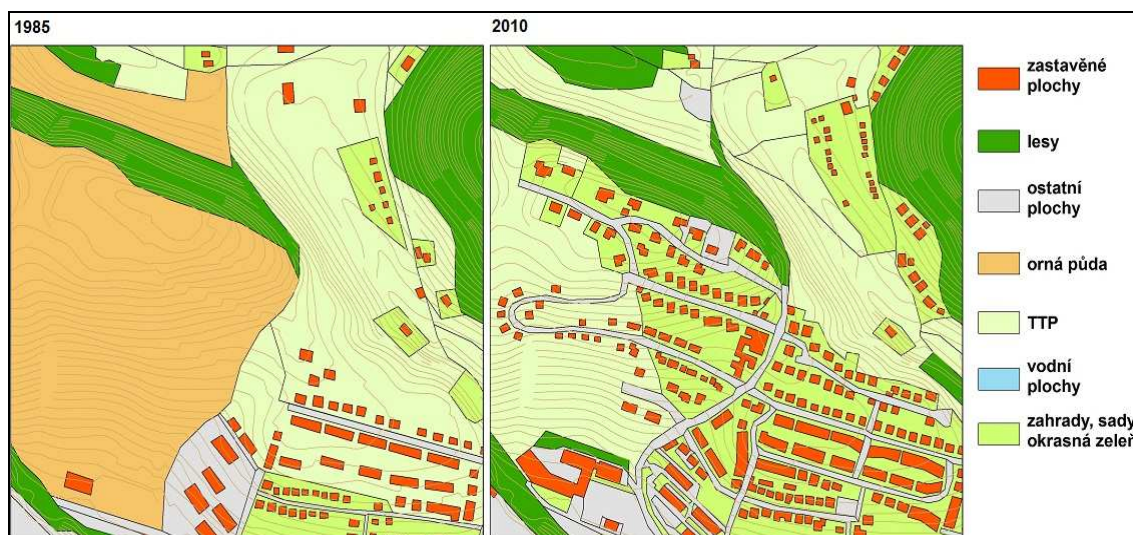 1985
2010
zastavěné
plochy
lesy
ostatní
plochy
orná půda
TTP
vodní
plochy
zahrady, sady
okrasná zeleň